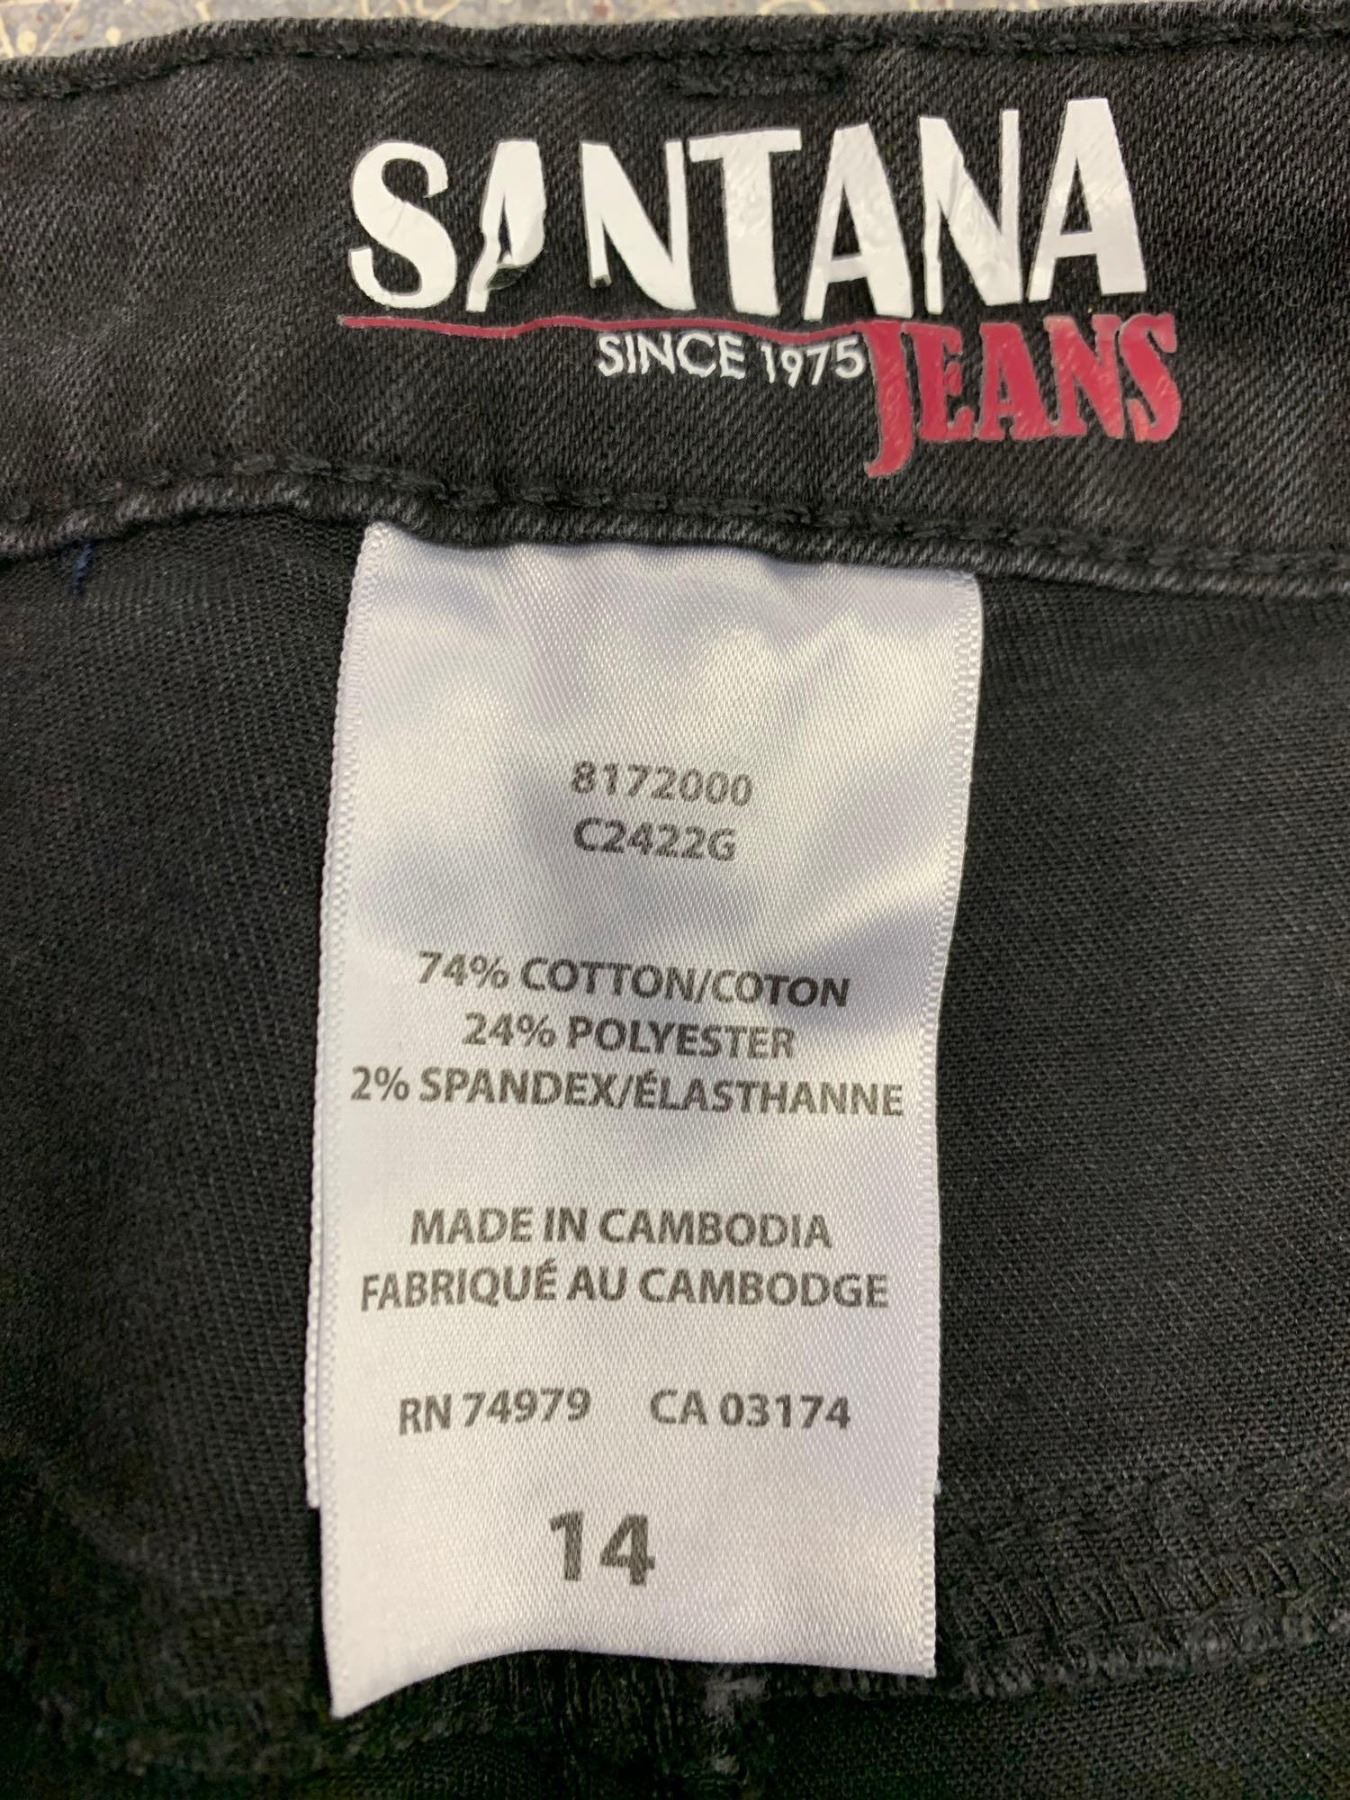 SANTANA
SINCE 1975 JEANS
8172000
C2422G
74% COTTON/COTON
24% POLYESTER
2% SPANDEX/ÉLASTHANNE
MADE IN CAMBODIA
FABRIQUÉ AU CAMBODGE
RN 74979 CA 03174
14